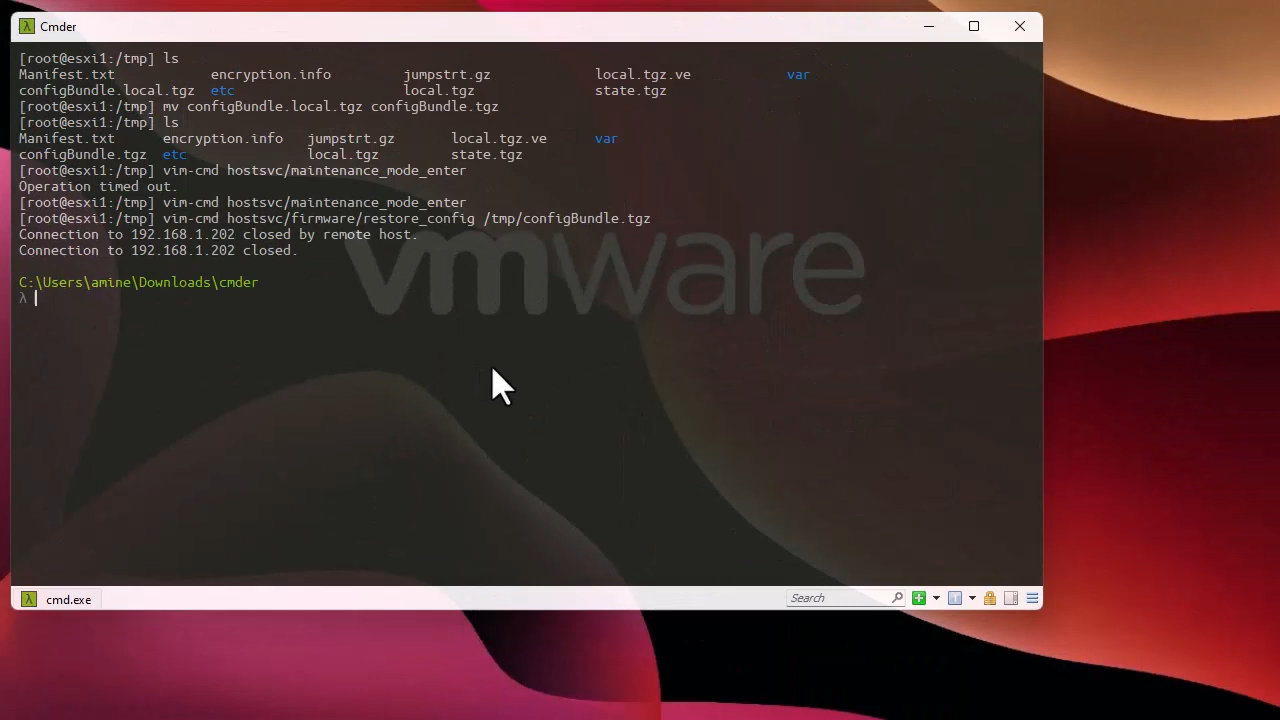 Cmder
[root@esxi1:/tmp] ls
Manifest.txt            encryption.info         jumpstrt.gz             local.tgz.ve            var
configBundle.local.tgz  etc                     local.tgz               state.tgz
[root@esxi1:/tmp] mv configBundle.local.tgz configBundle.tgz
[root@esxi1:/tmp] ls
Manifest.txt      encryption.info   jumpstrt.gz       local.tgz.ve      var
configBundle.tgz  etc               local.tgz         state.tgz
[root@esxi1:/tmp] vim-cmd hostsvc/maintenance_mode_enter
Operation timed out.
[root@esxi1:/tmp] vim-cmd hostsvc/maintenance_mode_enter
[root@esxi1:/tmp] vim-cmd hostsvc/firmware/restore_config /tmp/configBundle.tgz
Connection to 192.168.1.202 closed by remote host.
Connection to 192.168.1.202 closed.
vmware
C:\Users\amine\Downloads\cmder
λ
cmd.exe
Search